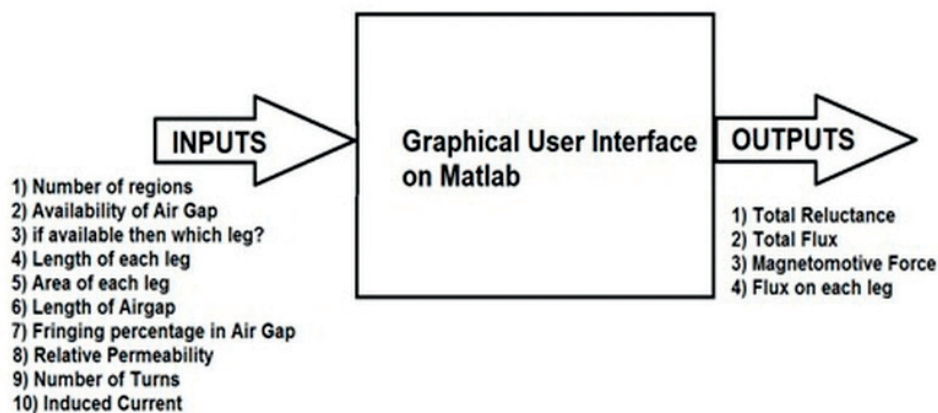 INPUTS
1) Number of regions
2) Availability of Air Gap
3) if available then which leg?
4) Length of each leg
5) Area of each leg
6) Length of Airgap
7) Fringing percentage in Air Gap
8) Relative Permeability
9) Number of Turns
10) Induced Current
Graphical User Interface
on Matlab
OUTPUTS
1) Total Reluctance
2) Total Flux
3) Magnetomotive Force
4) Flux on each leg